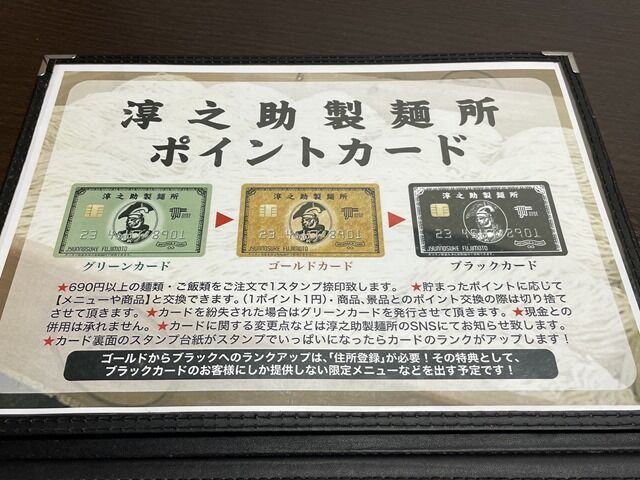 淳之助製麺所
ポイントカード
淳之助製麺所
JYUNNOSUKE FUJIMOTO
淳之助製麺所
JYUNNOSUKE FUJIMOTO
淳之助製麺所
JYUNNOSUKE FUJIMOTO
グリーンカード
ゴールドカード
ブラックカード
★690円以上の麺類・ご飯類をご注文で1スタンプ捺印致します。 ★貯まったポイントに応じて
【メニューや商品】と交換できます。(1ポイント1円)・商品、景品とのポイント交換の際は切り捨て
させて頂きます。★カードを紛失された場合はグリーンカードを発行させて頂きます。★現金との
併用は承れません。★カードに関する変更点などは淳之助製麺所のSNSにてお知らせ致します。
★カード裏面のスタンプ台紙がスタンプでいっぱいになったらカードのランクがアップします!
ゴールドからブラックへのランクアップは、「住所登録」が必要!その特典として、
ブラックカードのお客様にしか提供しない限定メニューなどを出す予定です!